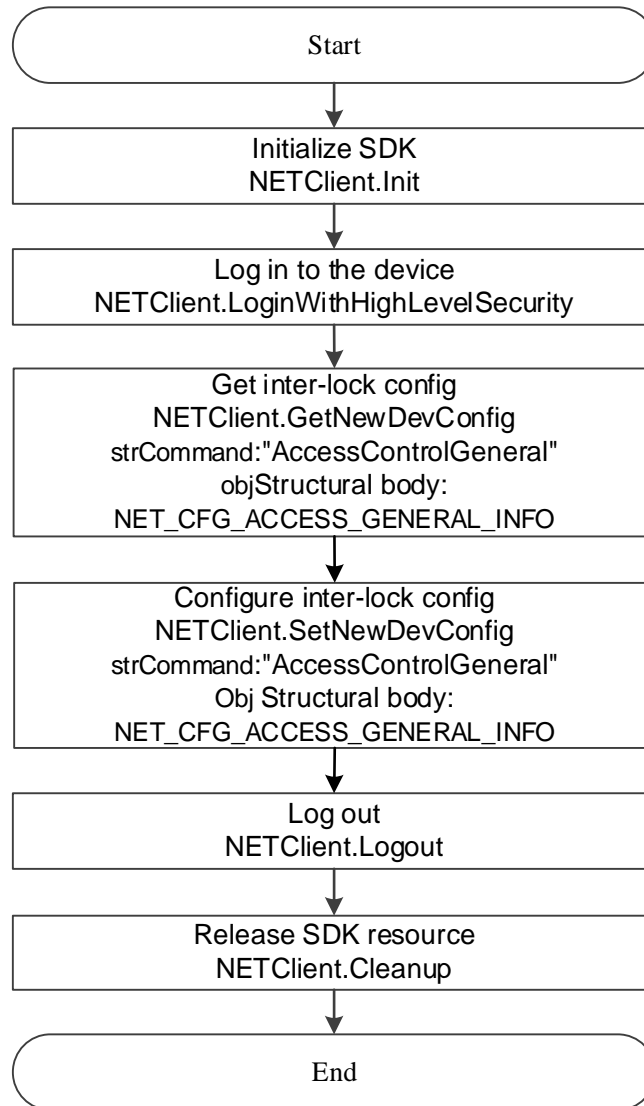 Start
Initialize SDK
NETClient.Init
Log in to the device
NETClient.LoginWithHighLevelSecurity
Get inter-lock config
NETClient.GetNewDevConfig
strCommand:"AccessControlGeneral"
objStructural body:
NET_CFG_ACCESS_GENERAL_INFO
Configure inter-lock config
NETClient.SetNewDevConfig
strCommand:"AccessControlGeneral"
Obj Structural body:
NET_CFG_ACCESS_GENERAL_INFO
Log out
NETClient.Logout
Release SDK resource
NETClient.Cleanup
End